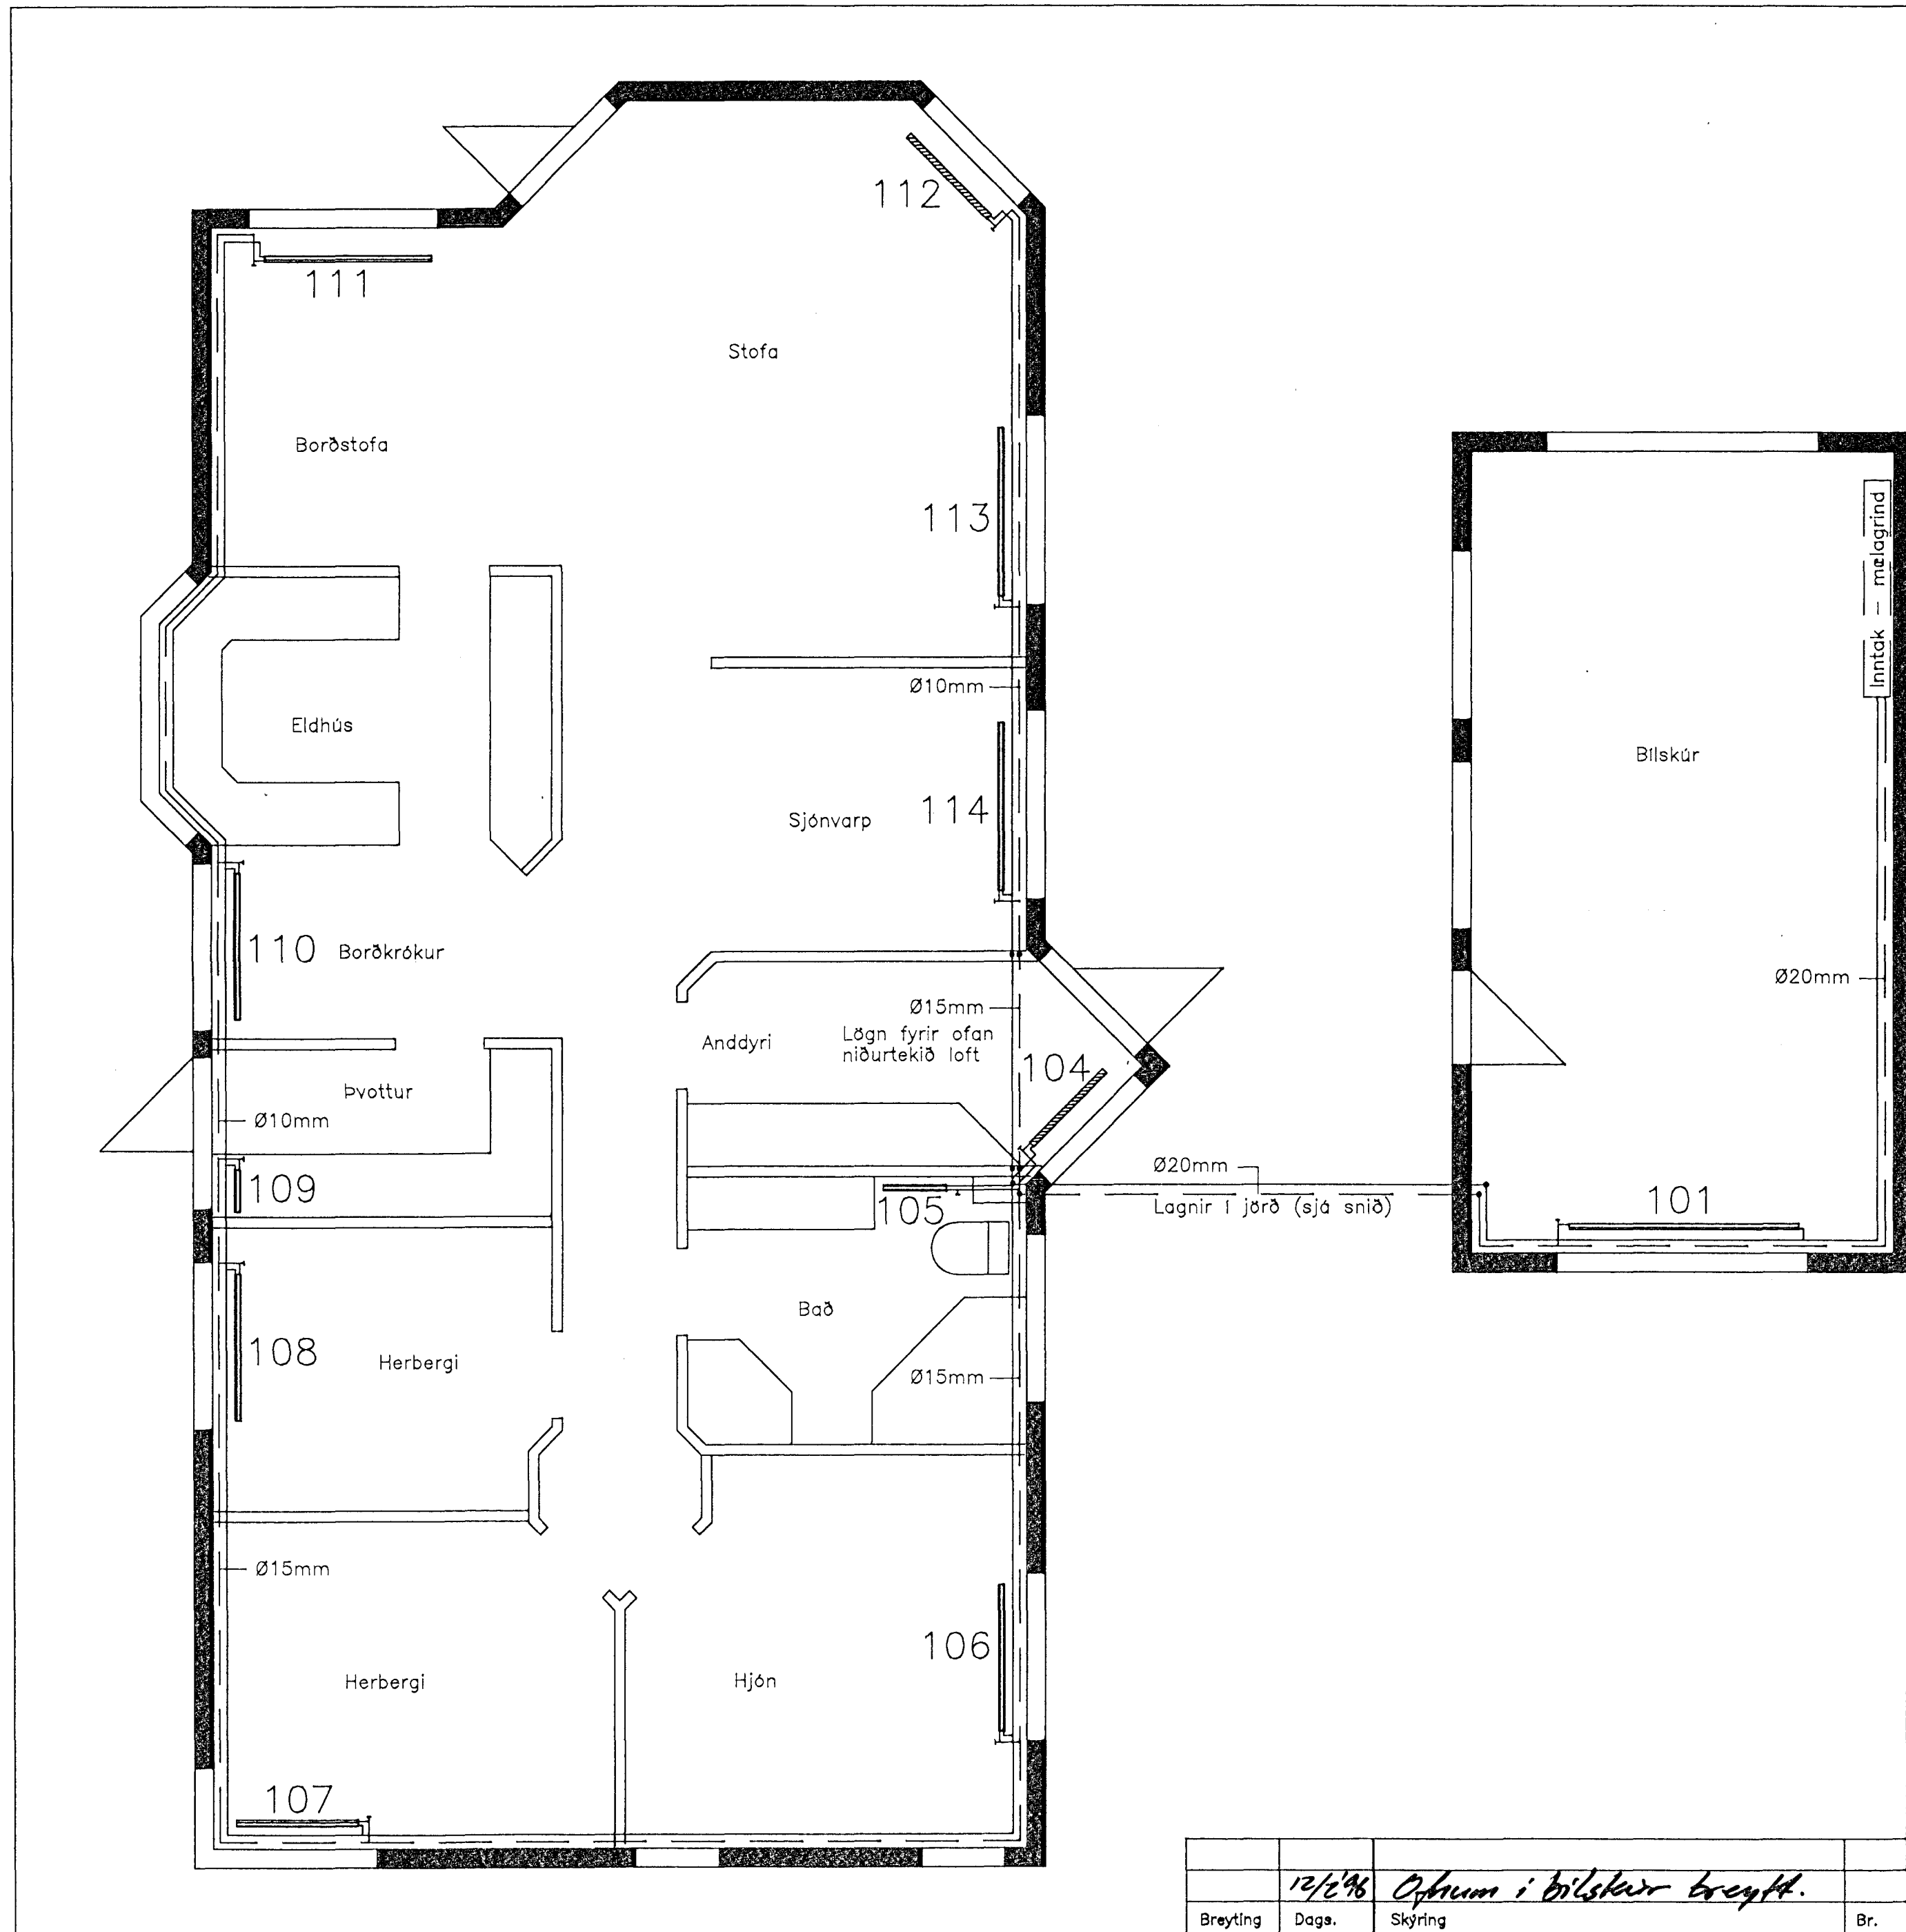 112
111
Stofa
Borðstofa
113
Inntak – mælagrind
Ø10mm
Eldhús
Bílskúr
Sjónvarp
114
110
Borðkrókur
Ø20mm
Ø15mm
Anddyri
Lögn fyrir ofan
niðurtekið loft
104
Þvottur
Ø10mm
Ø20mm
109
105
Lagnir í jörð (sjá snið)
101
Bað
108
Herbergi
Ø15mm
Ø15mm
106
Herbergi
Hjón
107
12/2'96 Ofnum í bílskúr breytt.
Breyting Dags. Skýring Br.